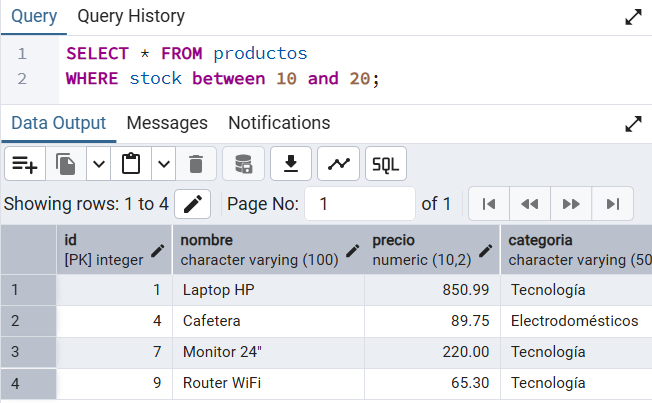 Query Query History
1 SELECT * FROM productos
2 WHERE stock between 10 and 20;
Data Output Messages Notifications
SQL
Showing rows: 1 to 4 Page No: 1 of 1
id nombre precio categoria
[PK] integer character varying (100) numeric (10,2) character varying (50
1 1 Laptop HP 850.99 Tecnología
2 4 Cafetera 89.75 Electrodomésticos
3 7 Monitor 24" 220.00 Tecnología
4 9 Router WiFi 65.30 Tecnología